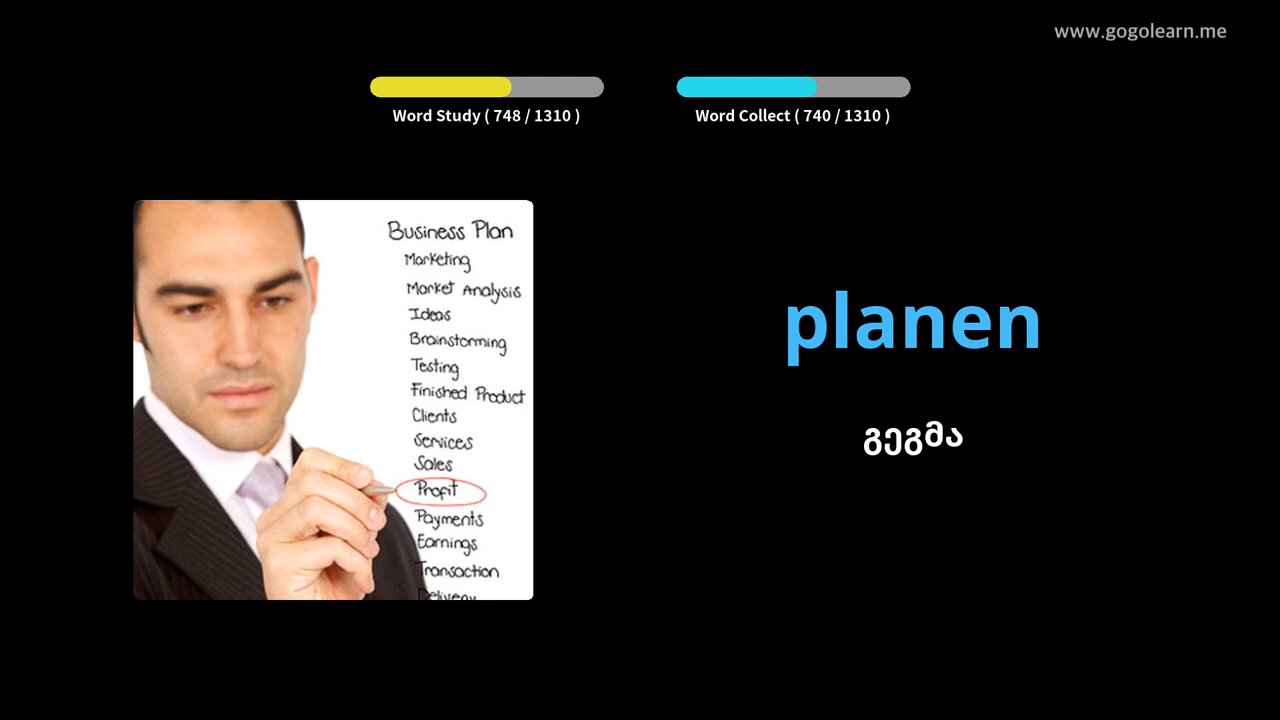 www.gogolearn.me
Word Study ( 748 / 1310 )
Word Collect ( 740 / 1310 )
Business Plan
Marketing
Market Analysis
Ideas
Brainstorming
Testing
Finished Product
Clients
Services
Sales
Profit
Payments
Earnings
Transaction
Delivery
planen
გეგმა